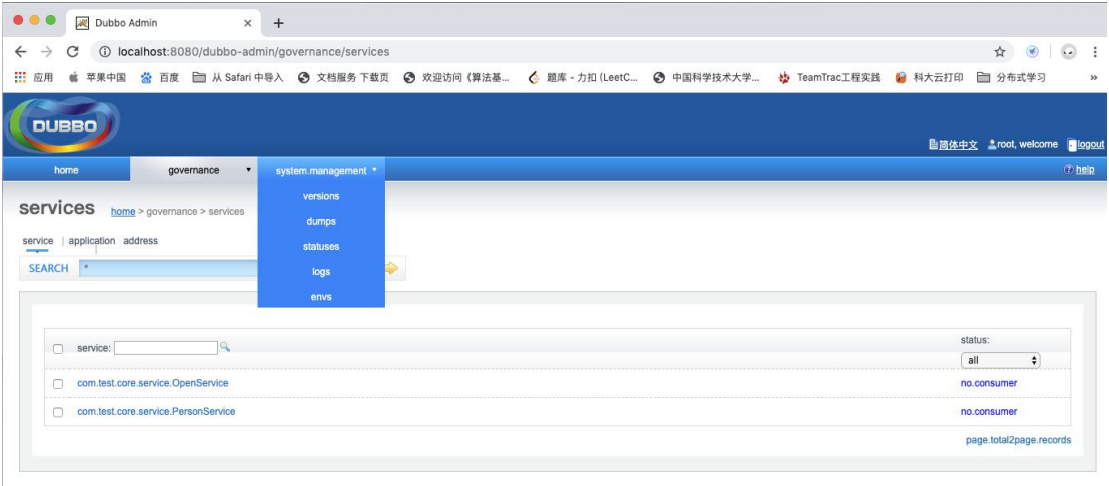 Dubbo Admin
localhost:8080/dubbo-admin/governance/services
应用 苹果中国 百度 从 Safari 中导入 文档服务 下载页 欢迎访问《算法基... 题库 - 力扣 (LeetC... 中国科学技术大学... TeamTrac工程实践 科大云打印 分布式学习 »
DUBBO
简体中文 root, welcome logout
home governance system.management help
versions
dumps
statuses
logs
envs
services home > governance > services
service | application address
SEARCH *
service: status:
all
com.test.core.service.OpenService no.consumer
com.test.core.service.PersonService no.consumer
page.total2page.records